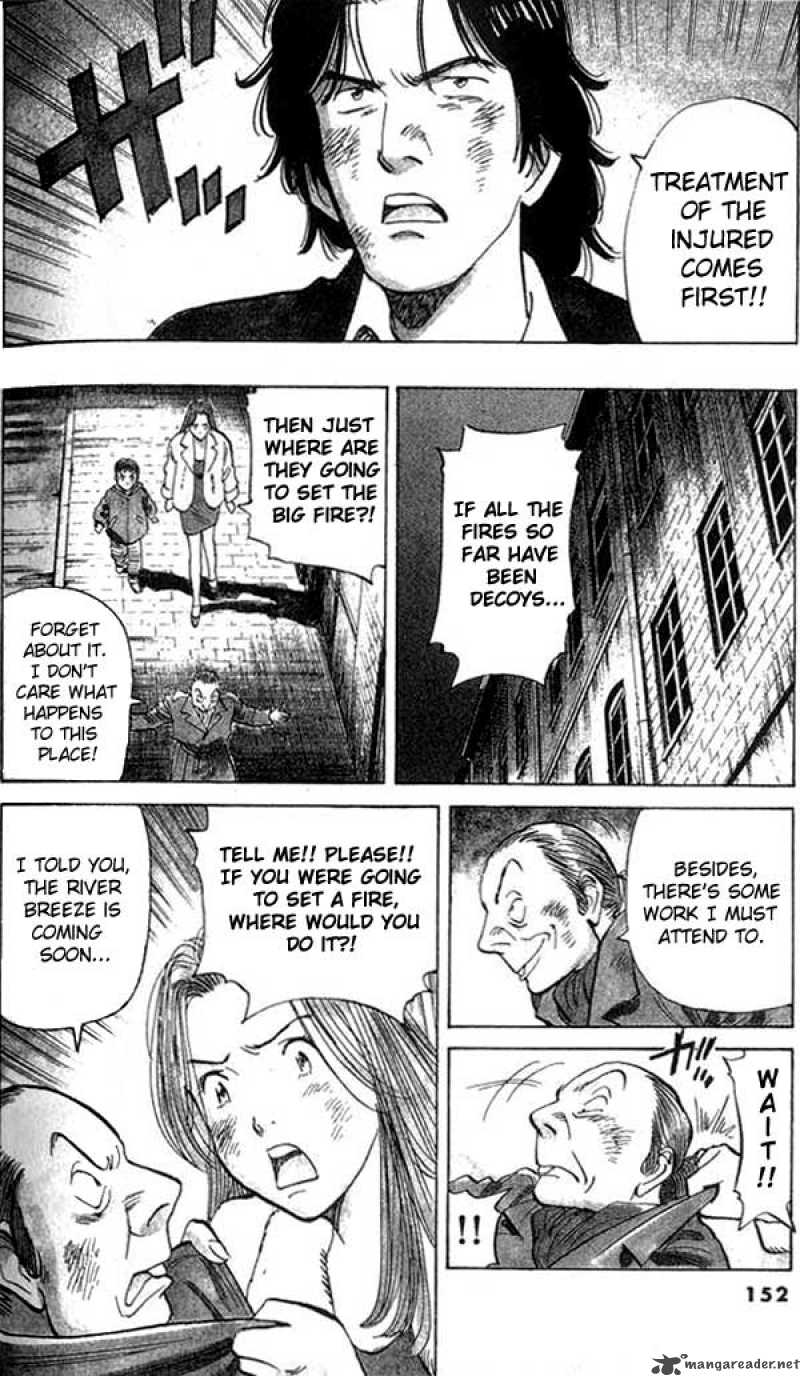 ザ…
TREATMENT
OF THE
INJURED
COMES
FIRST!!
IF ALL THE
FIRES SO
FAR HAVE
BEEN
DECOYS...
THEN JUST
WHERE ARE
THEY GOING
TO SET THE
BIG FIRE?!
FORGET
ABOUT IT.
I DON'T
CARE WHAT
HAPPENS
TO THIS
PLACE!
BESIDES,
THERE'S SOME
WORK I MUST
ATTEND TO.
ガ!!
WAIT!!
!!
TELL ME!! PLEASE!!
IF YOU WERE GOING
TO SET A FIRE,
WHERE WOULD YOU
DO IT?!
I TOLD YOU,
THE RIVER
BREEZE IS
COMING
SOON...
152
mangareader.net